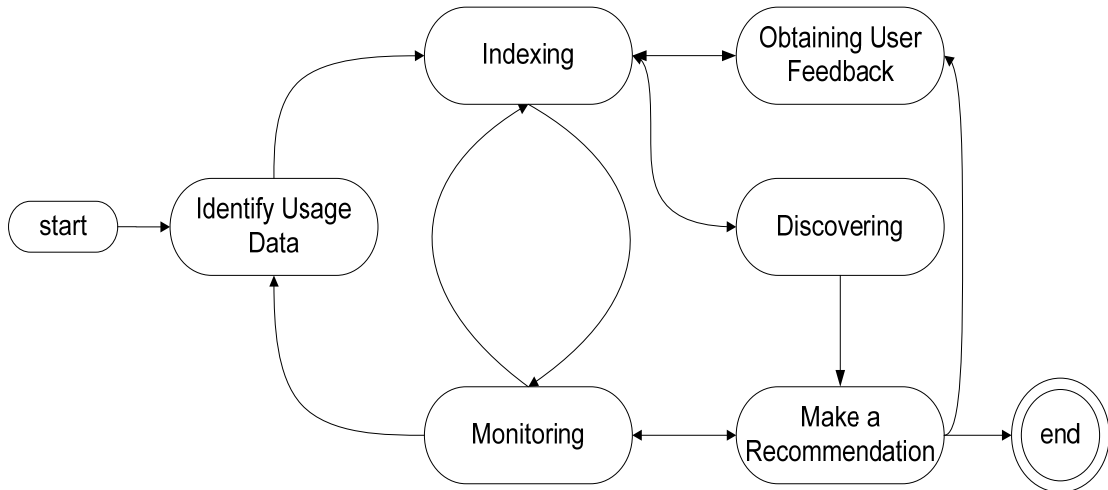 Indexing
Obtaining User
Feedback
start
Identify Usage
Data
Discovering
Monitoring
Make a
Recommendation
end